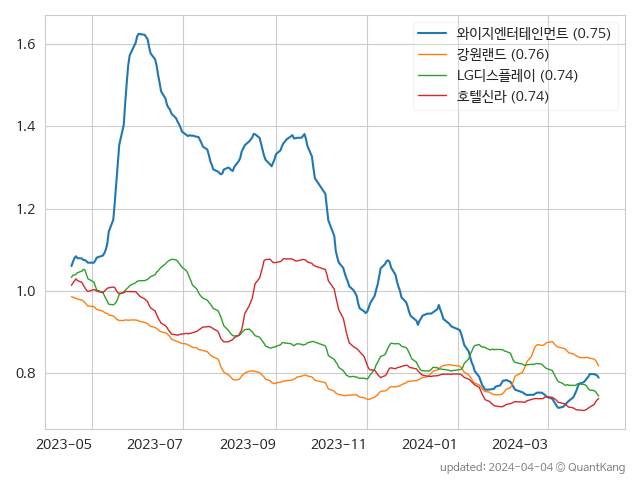 와이지엔터테인먼트 (0.75)
강원랜드 (0.76)
LG디스플레이 (0.74)
호텔신라 (0.74)
1.6
1.4
1.2
1.0
0.8
2023-05 2023-07 2023-09 2023-11 2024-01 2024-03
updated: 2024-04-04 © QuantKang